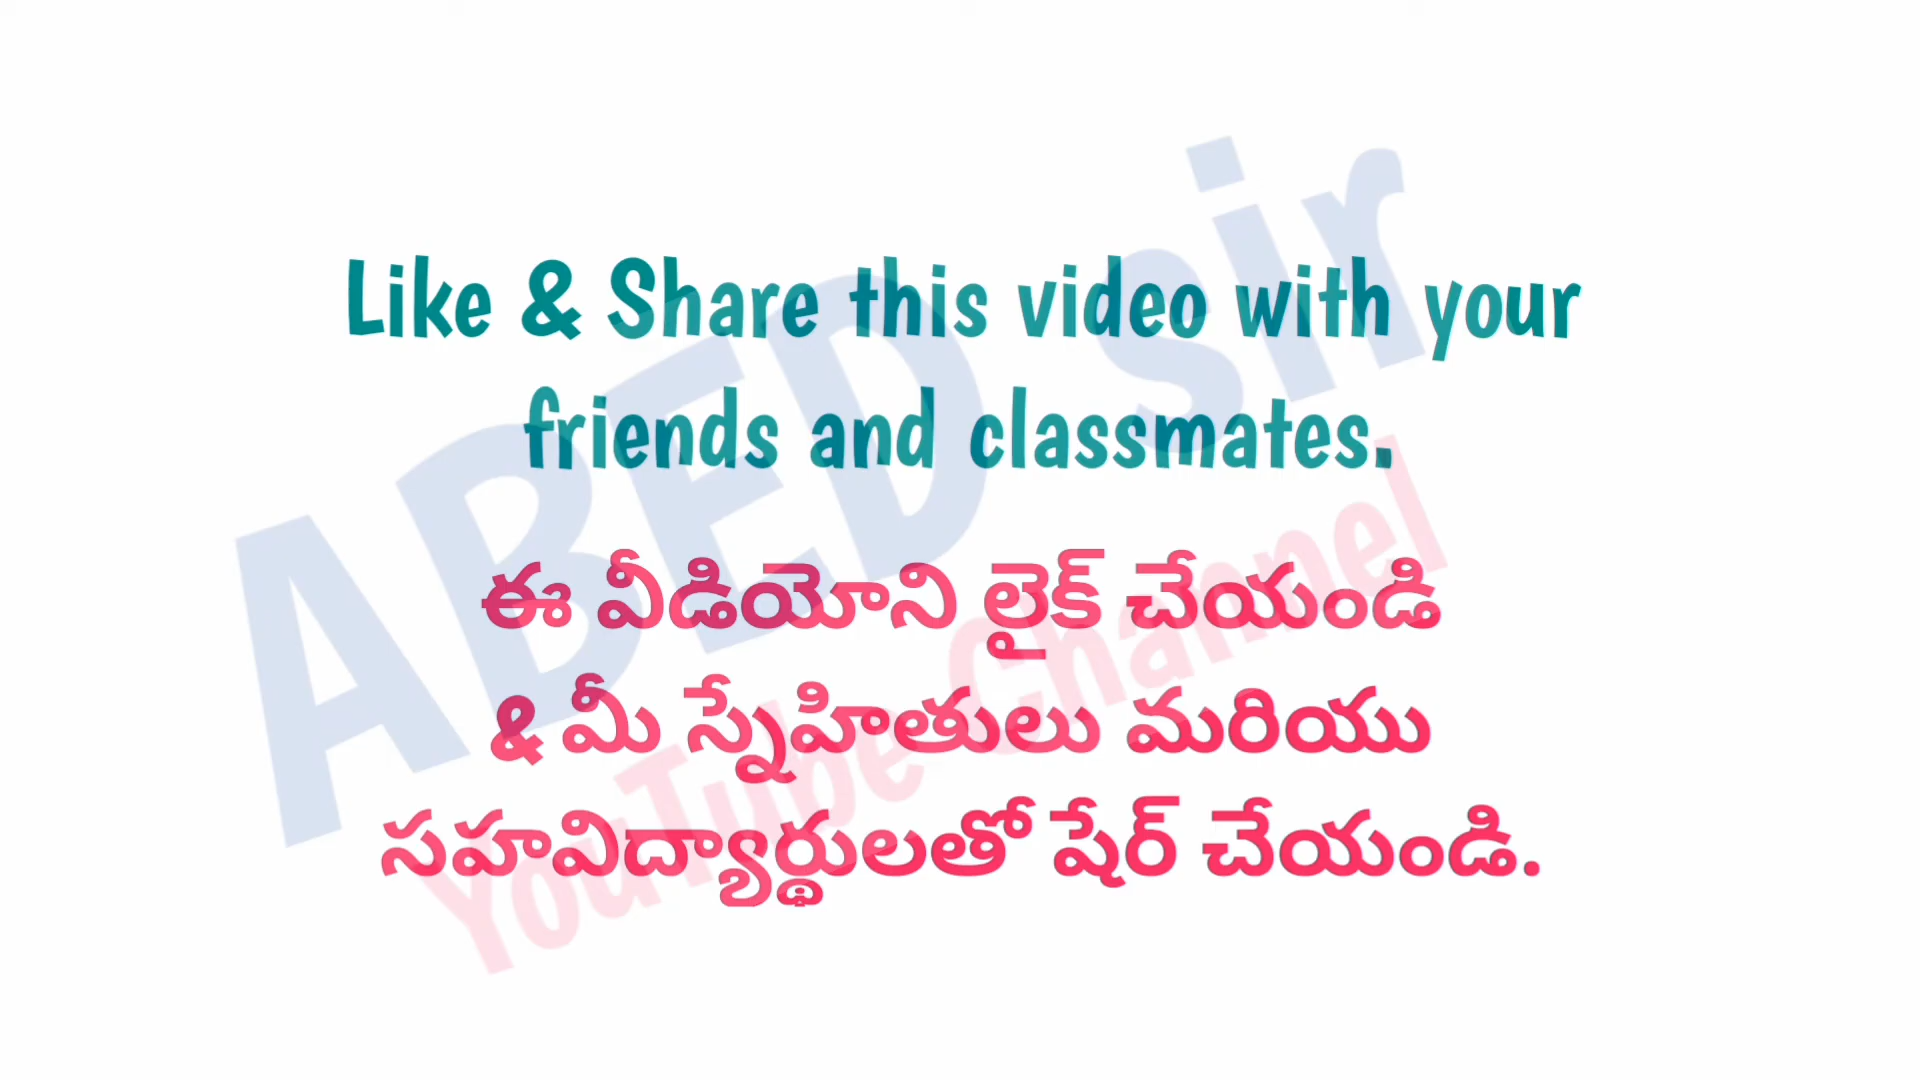 Like & Share this video with your
friends and classmates.
ఈ వీడియోని లైక్ చేయండి
& మీ స్నేహితులు మరియు
సహవిద్యార్థులతో షేర్ చేయండి.
ABED sir
YouTube Channel